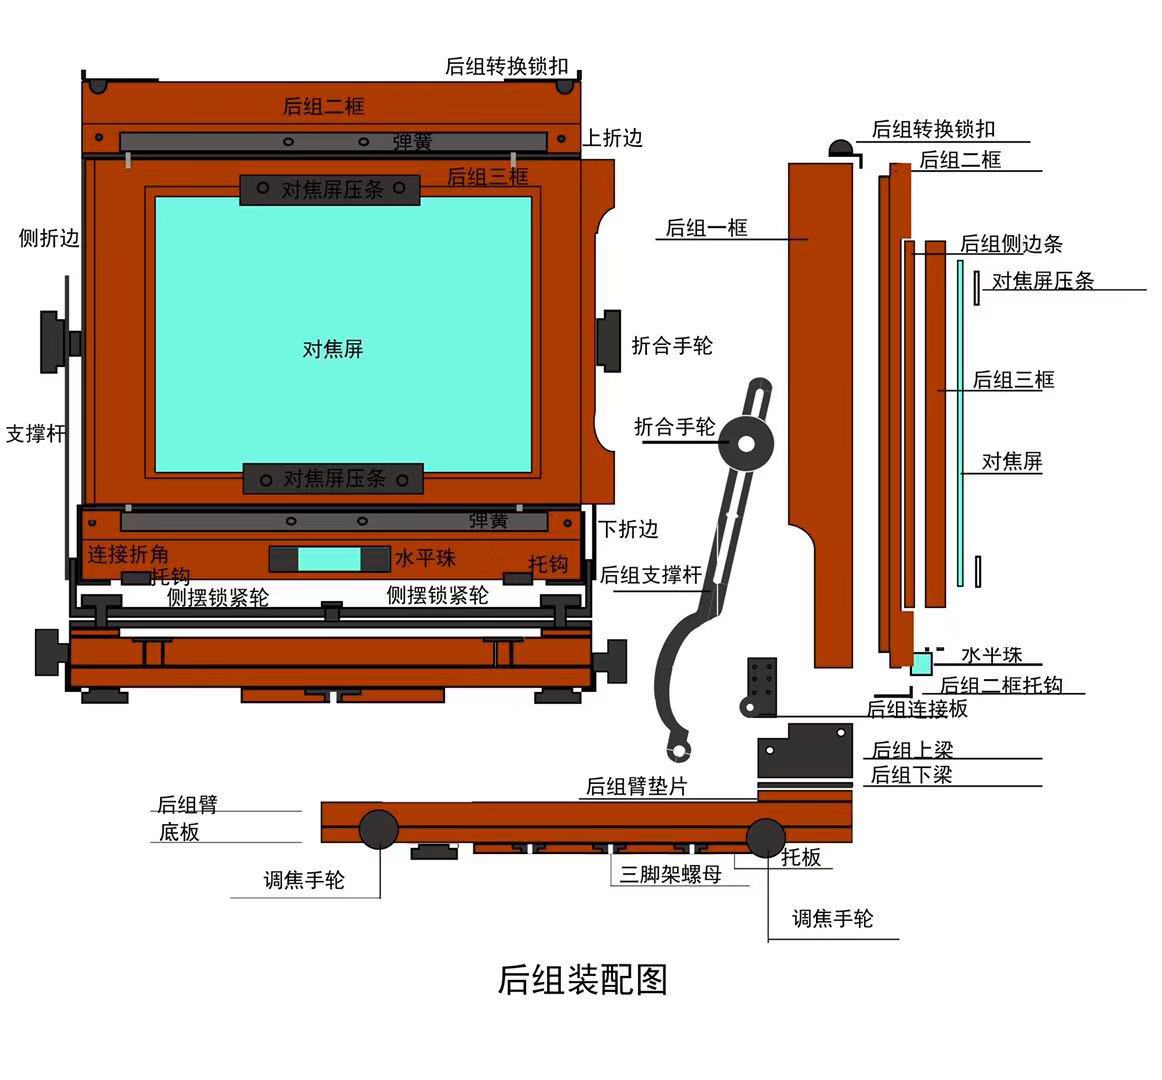 后组转换锁扣
后组二框
弹簧
上折边
后组三框
对焦屏压条
侧折边
对焦屏
折合手轮
支撑杆
对焦屏压条
弹簧
下折边
连接折角
水平珠
托钩
托钩
侧摆锁紧轮
侧摆锁紧轮
后组转换锁扣
后组二框
后组一框
后组侧边条
对焦屏压条
后组三框
折合手轮
对焦屏
后组支撑杆
水半珠
后组二框托钩
后组连接板
后组上梁
后组下梁
后组臂垫片
后组臂
底板
托板
三脚架螺母
调焦手轮
调焦手轮
后组装配图